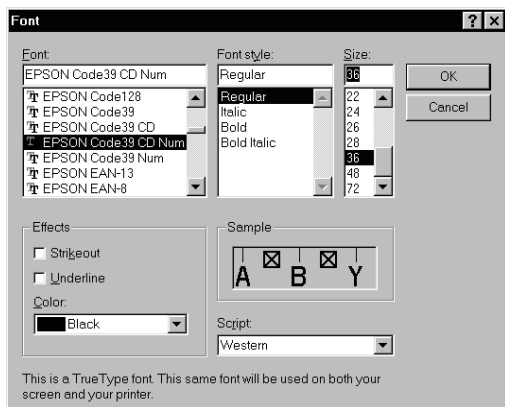 Font
Font:
EPSON Code39 CD Num
EPSON Code128
EPSON Code39
EPSON Code39 CD
EPSON Code39 CD Num
EPSON Code39 Num
EPSON EAN-13
EPSON EAN-8
Font style:
Regular
Regular
Italic
Bold
Bold Italic
Size:
36
22
24
26
28
36
48
72
OK
Cancel
Effects
Strikeout
Underline
Color:
Black
Sample
A B Y
Script:
Western
This is a TrueType font. This same font will be used on both your
screen and your printer.